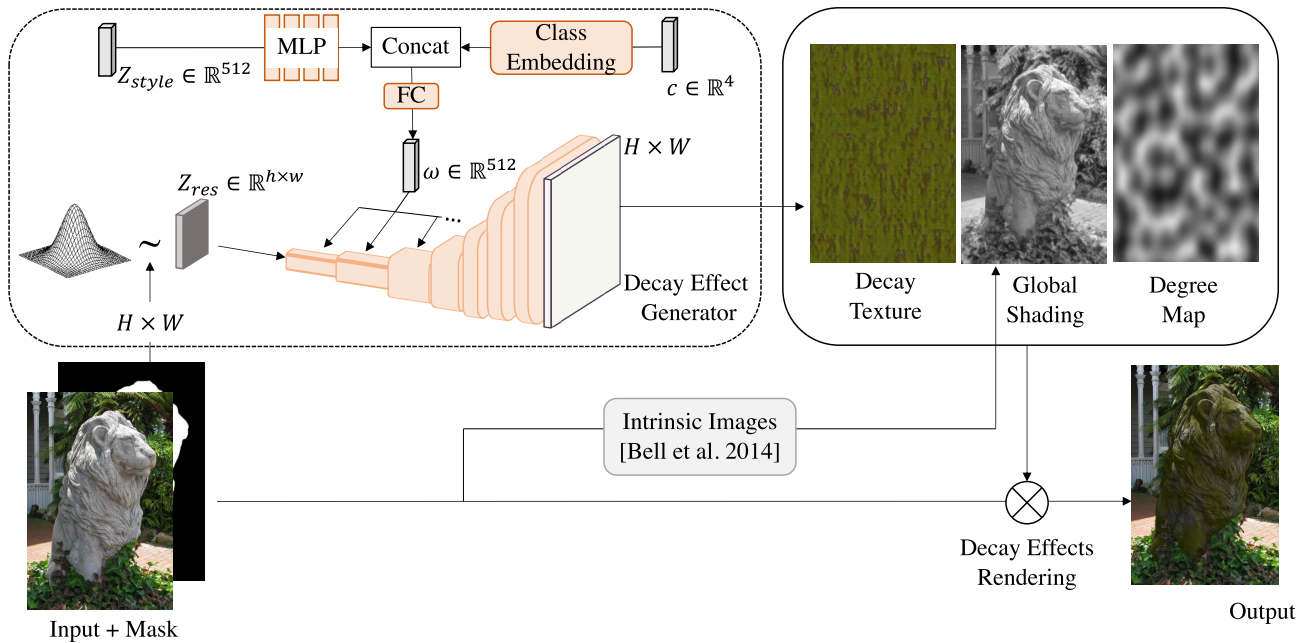 MLP
Concat
Class
Embedding
Z_style ∈ ℝ^512
c ∈ ℝ^4
FC
ω ∈ ℝ^512
H × W
Z_res ∈ ℝ^{h×w}
...
~
H × W
Decay Effect
Generator
Decay
Texture
Global
Shading
Degree
Map
Intrinsic Images
[Bell et al. 2014]
Decay Effects
Rendering
Input + Mask
Output